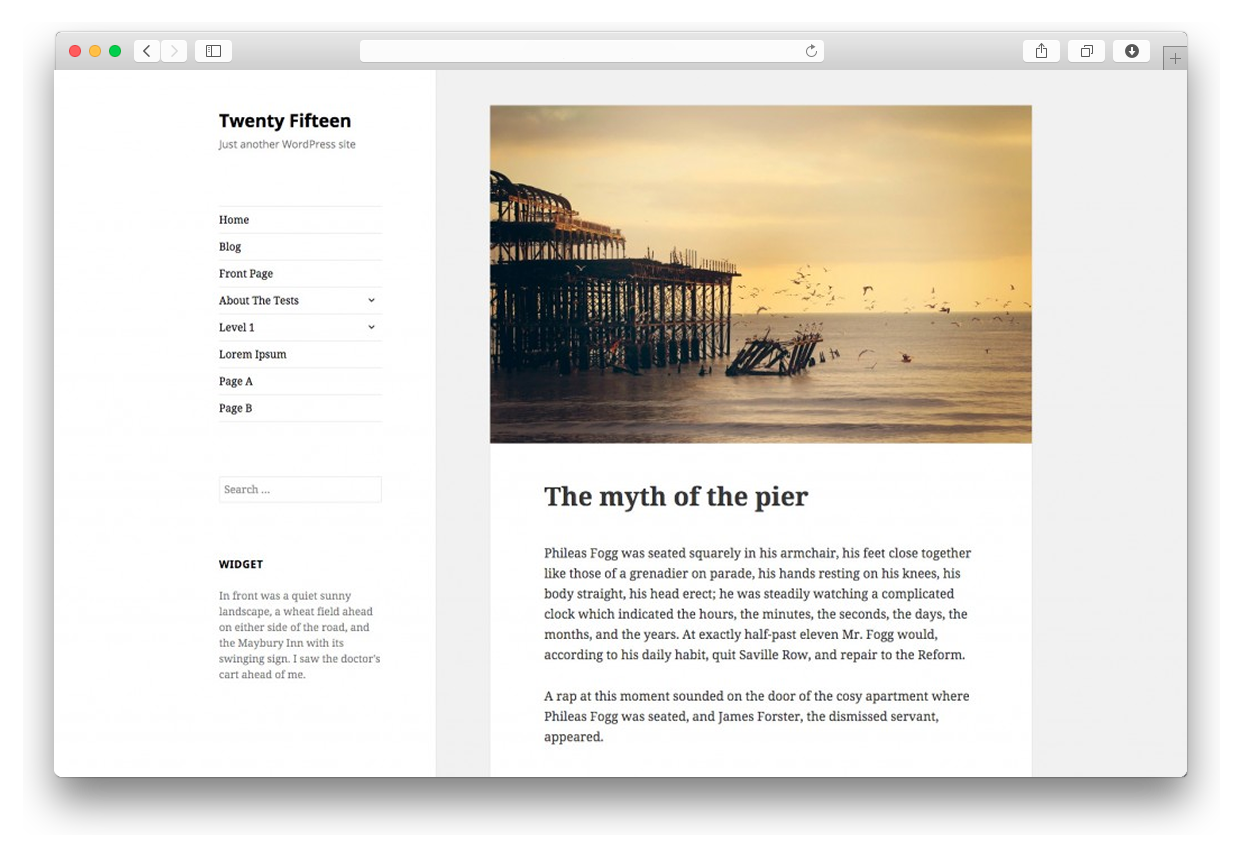 Twenty Fifteen
Just another WordPress site
Home
Blog
Front Page
About The Tests
Level 1
Lorem Ipsum
Page A
Page B
Search ...
WIDGET
In front was a quiet sunny
landscape, a wheat field ahead
on either side of the road, and
the Maybury Inn with its
swinging sign. I saw the doctor's
cart ahead of me.
The myth of the pier
Phileas Fogg was seated squarely in his armchair, his feet close together
like those of a grenadier on parade, his hands resting on his knees, his
body straight, his head erect; he was steadily watching a complicated
clock which indicated the hours, the minutes, the seconds, the days, the
months, and the years. At exactly half-past eleven Mr. Fogg would,
according to his daily habit, quit Saville Row, and repair to the Reform.
A rap at this moment sounded on the door of the cosy apartment where
Phileas Fogg was seated, and James Forster, the dismissed servant,
appeared.